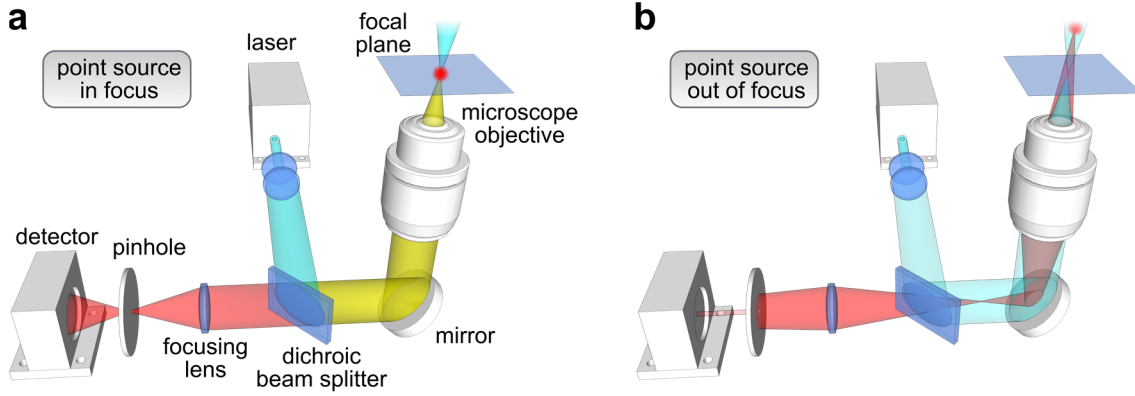 a
point source
in focus
laser
focal
plane
microscope
objective
detector
pinhole
focusing
lens
dichroic
beam splitter
mirror
b
point source
out of focus